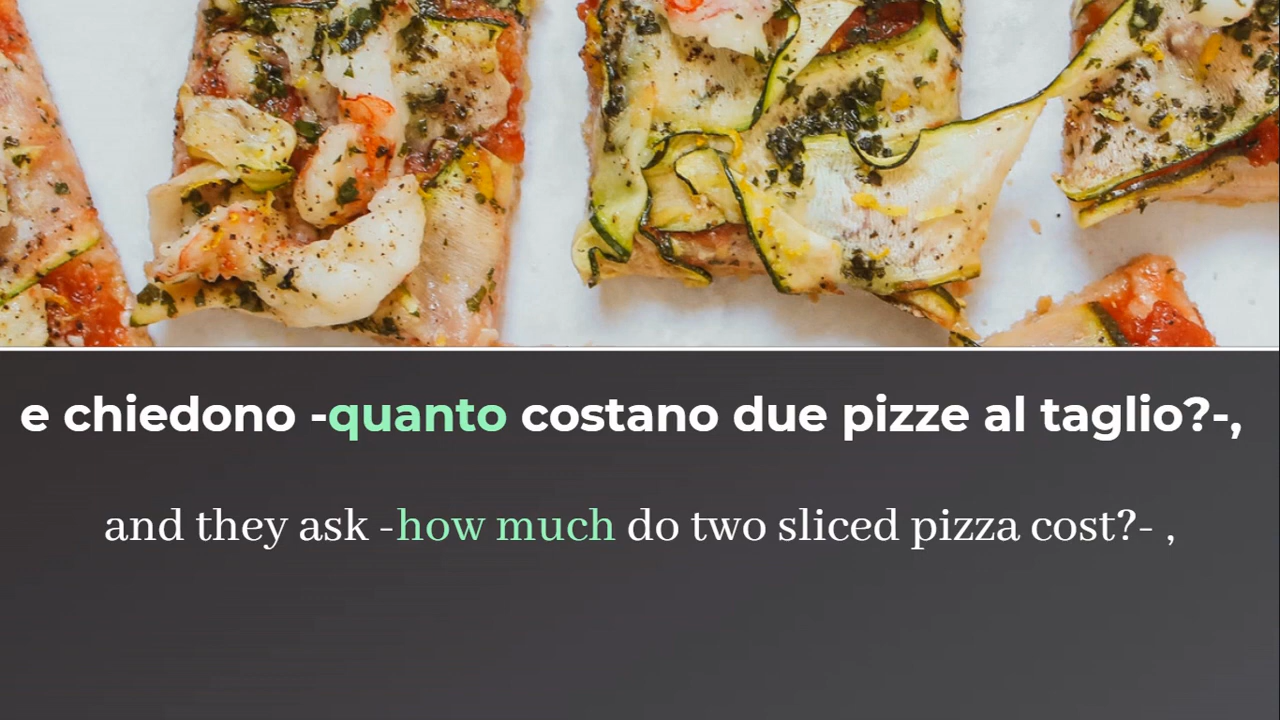 e chiedono -quanto costano due pizze al taglio?-,
and they ask -how much do two sliced pizza cost?- ,